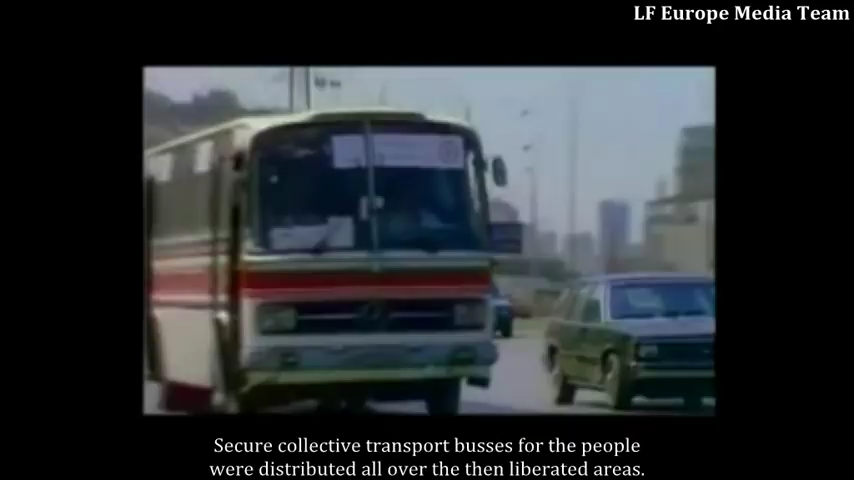 LF Europe Media Team
Secure collective transport busses for the people
were distributed all over the then liberated areas.